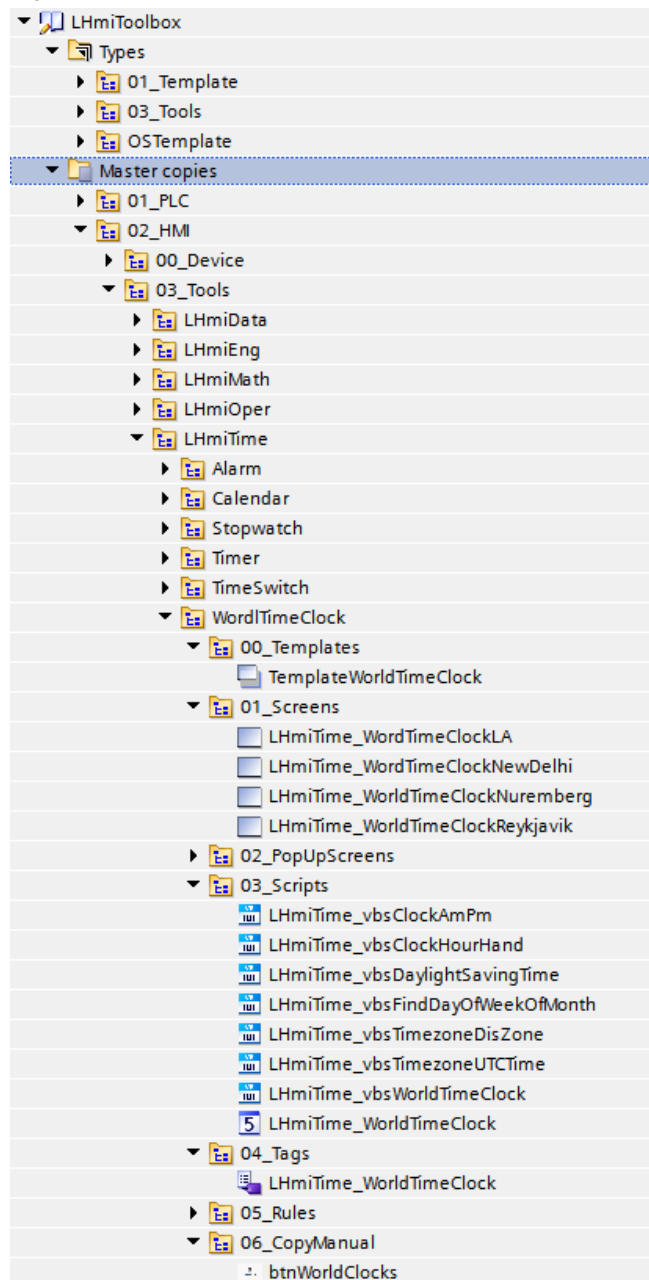 LHmiToolbox
Types
01_Template
03_Tools
OSTemplate
Master copies
01_PLC
02_HMI
00_Device
03_Tools
LHmiData
LHmiEng
LHmiMath
LHmiOper
LHmiTime
Alarm
Calendar
Stopwatch
Timer
TimeSwitch
WordlTimeClock
00_Templates
TemplateWorldTimeClock
01_Screens
LHmiTime_WordTimeClockLA
LHmiTime_WordTimeClockNewDelhi
LHmiTime_WorldTimeClockNuremberg
LHmiTime_WorldTimeClockReykjavik
02_PopUpScreens
03_Scripts
LHmiTime_vbsClockAmPm
LHmiTime_vbsClockHourHand
LHmiTime_vbsDaylightSavingTime
LHmiTime_vbsFindDayOfWeekOfMonth
LHmiTime_vbsTimezoneDisZone
LHmiTime_vbsTimezoneUTCTime
LHmiTime_vbsWorldTimeClock
5 LHmiTime_WorldTimeClock
04_Tags
LHmiTime_WorldTimeClock
05_Rules
06_CopyManual
btnWorldClocks